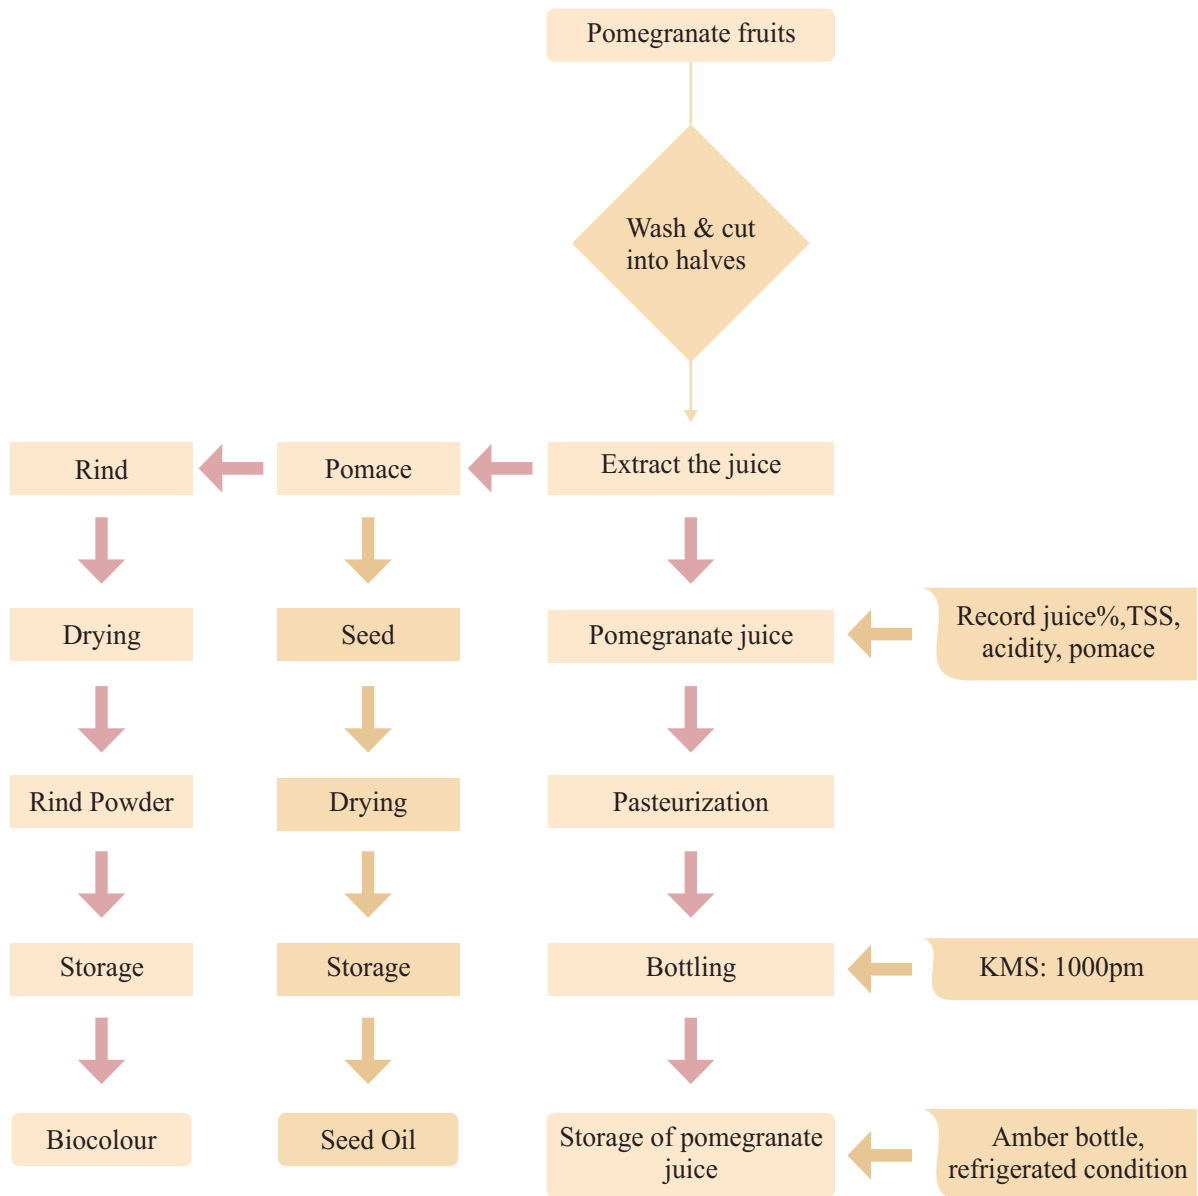 Pomegranate fruits
Wash & cut
into halves
Rind
Pomace
Extract the juice
Drying
Seed
Pomegranate juice
Record juice%,TSS,
acidity, pomace
Rind Powder
Drying
Pasteurization
Storage
Storage
Bottling
KMS: 1000pm
Biocolour
Seed Oil
Storage of pomegranate
juice
Amber bottle,
refrigerated condition